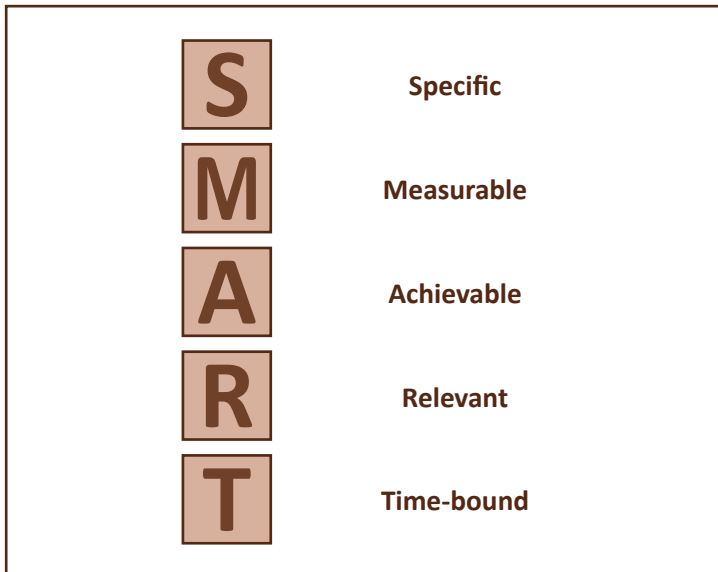 S Specific
M Measurable
A Achievable
R Relevant
T Time-bound